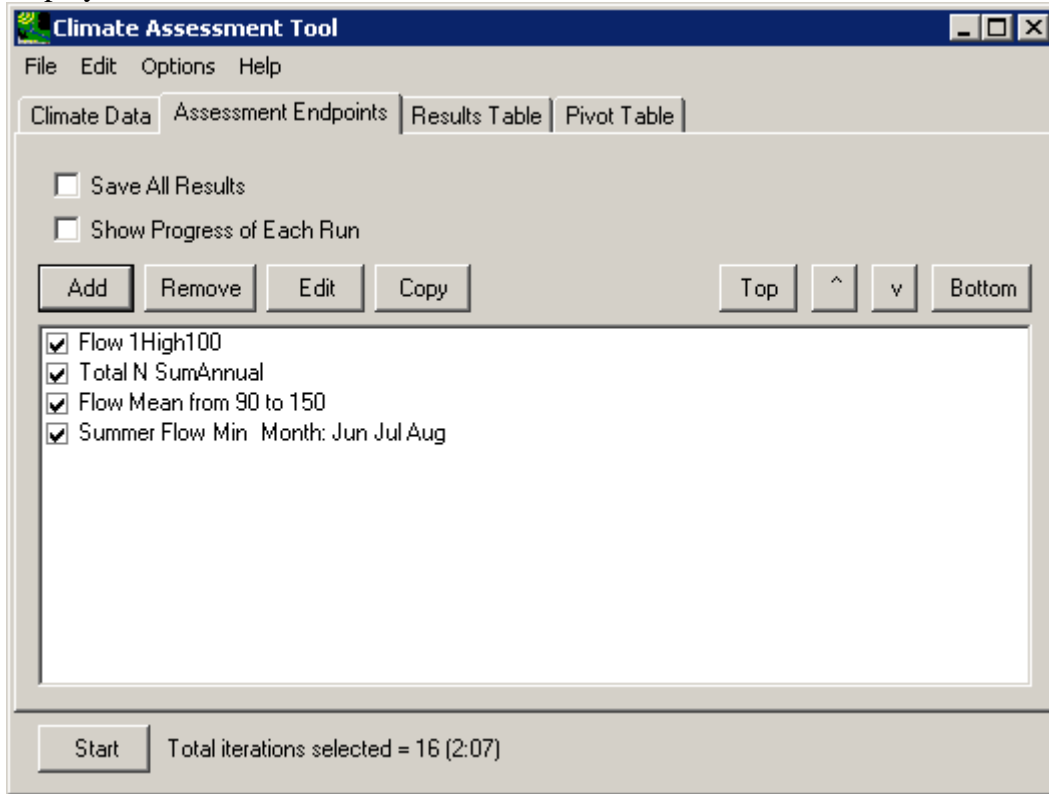 Climate Assessment Tool
File Edit Options Help
Climate Data Assessment Endpoints Results Table Pivot Table
Save All Results
Show Progress of Each Run
Add Remove Edit Copy Top ^ v Bottom
Flow 1High100
Total N SumAnnual
Flow Mean from 90 to 150
Summer Flow Min Month: Jun Jul Aug
Start Total iterations selected = 16 (2:07)